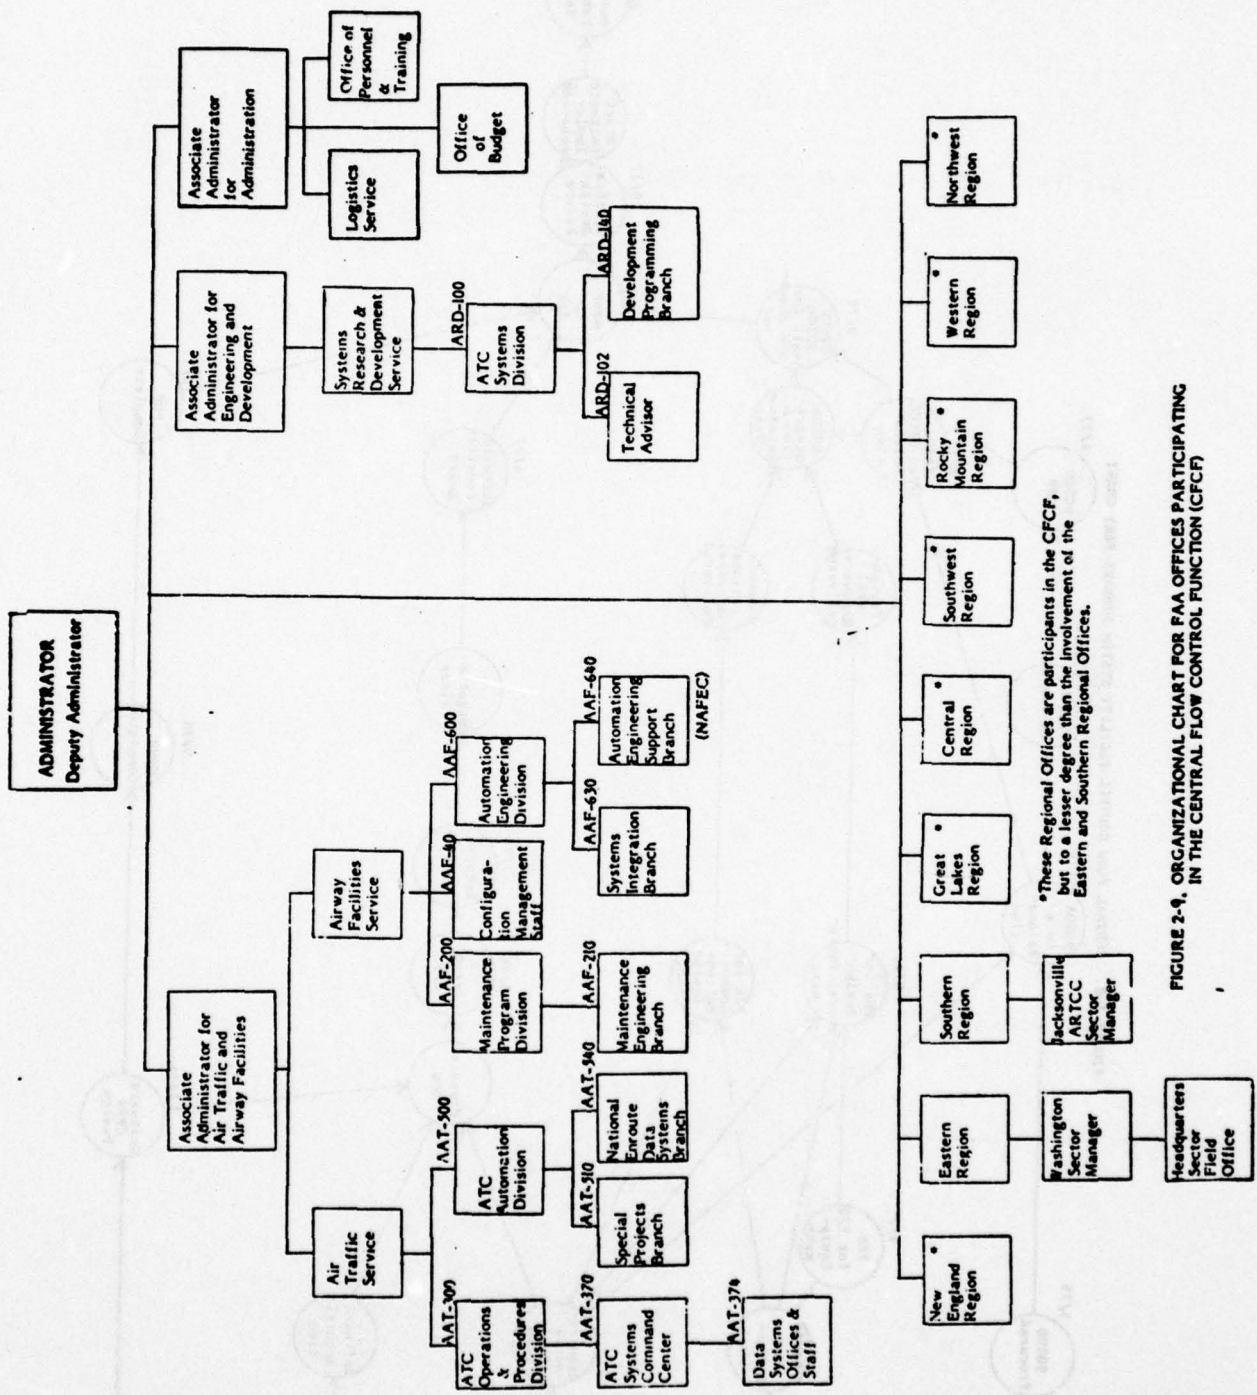 ADMINISTRATOR
Deputy Administrator
Associate
Administrator for
Air Traffic and
Airway Facilities
Associate
Administrator for
Engineering and
Development
Associate
Administrator
for
Administration
Air
Traffic
Service
Airway
Facilities
Service
Systems
Research &
Development
Service
Logistics
Service
Office of
Personnel
&
Training
Office
of
Budget
AAT-300
ATC
Operations
&
Procedures
Division
AAT-500
ATC
Automation
Division
AAF-200
Maintenance
Program
Division
AAF-40
Configura-
tion
Management
Staff
AAF-600
Automation
Engineering
Division
ARD-100
ATC
Systems
Division
AAT-370
ATC
Systems
Command
Center
AAT-510
Special
Projects
Branch
AAT-540
National
Enroute
Data
Systems
Branch
AAF-210
Maintenance
Engineering
Branch
AAF-630
Systems
Integration
Branch
AAF-640
Automation
Engineering
Support
Branch
(NAFEC)
ARD-102
Technical
Advisor
ARD-140
Development
Programming
Branch
AAT-374
Data
Systems
Offices &
Staff
New *
England
Region
Eastern
Region
Southern
Region
Great *
Lakes
Region
Central *
Region
Southwest *
Region
Rocky *
Mountain
Region
Western *
Region
Northwest *
Region
Washington
Sector
Manager
Jacksonville
ARTCC
Sector
Manager
Headquarters
Sector
Field
Office
*These Regional Offices are participants in the CFCF,
but to a lesser degree than the involvement of the
Eastern and Southern Regional Offices.
FIGURE 2-9. ORGANIZATIONAL CHART FOR FAA OFFICES PARTICIPATING
IN THE CENTRAL FLOW CONTROL FUNCTION (CFCF)